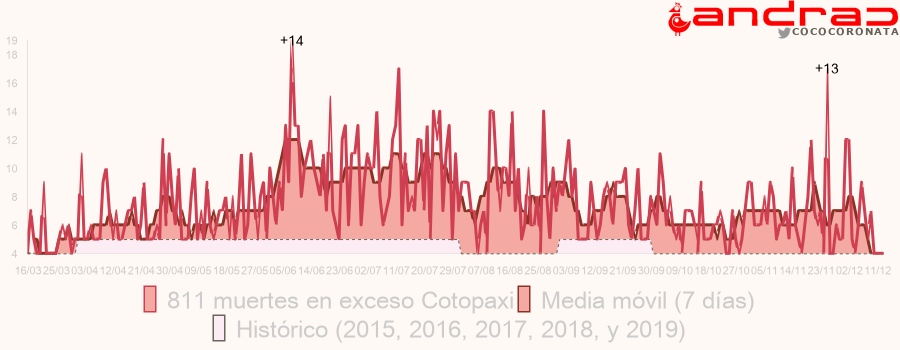 andrab
COCOCORONATA
+14
+13
19
18
16
14
12
10
8
6
4
16/03 25/03 03/04 12/04 21/04 30/04 09/05 18/05 27/05 05/06 14/06 23/06 02/07 11/07 20/07 29/07 07/08 16/08 25/08 03/09 12/09 21/09 30/09 09/10 18/10 27/10 05/11 14/11 23/11 02/12 11/12
811 muertes en exceso Cotopaxi Media móvil (7 días)
Histórico (2015, 2016, 2017, 2018, y 2019)